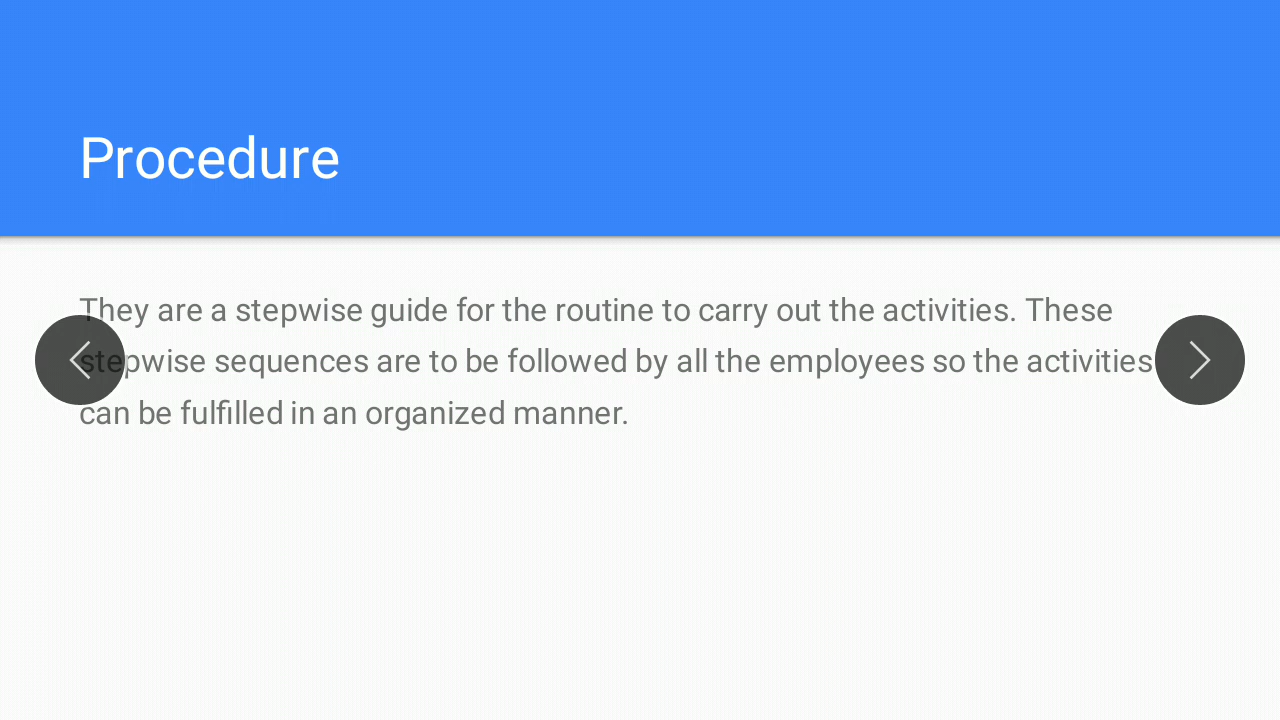 Procedure
They are a stepwise guide for the routine to carry out the activities. These
stepwise sequences are to be followed by all the employees so the activities
can be fulfilled in an organized manner.